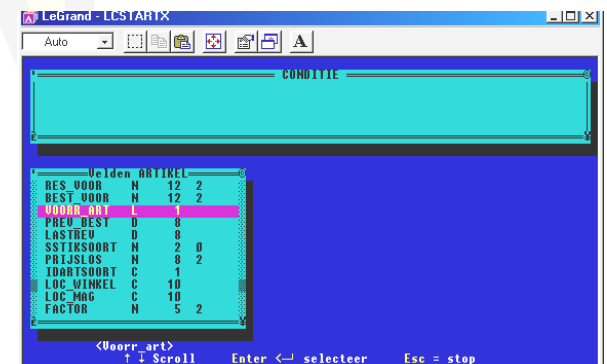 LeGrand - LCSTARTX
Auto
A
CONDITIE
Velden ARTIKEL
RES_VOOR N 12 2
BEST_VOOR N 12 2
VOORR_ART L 1
PREV_BEST D 8
LASTREV D 8
SSTIKSOORT N 2 0
PRIJSLOS N 8 2
IDARTSOORT C 1
LOC_WINKEL C 10
LOC_MAG C 10
FACTOR N 5 2
<Voorr_art>
↑ ↓ Scroll Enter <─┘ selecteer Esc = stop